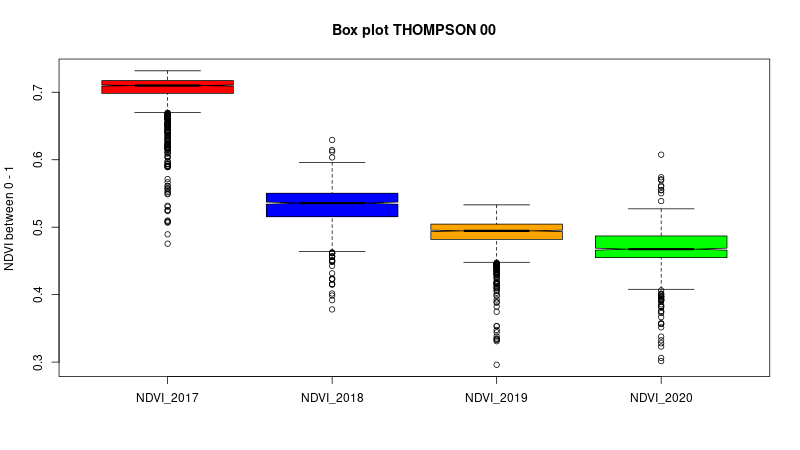 Box plot THOMPSON 00
NDVI between 0 - 1
0.7
0.6
0.5
0.4
0.3
NDVI_2017 NDVI_2018 NDVI_2019 NDVI_2020